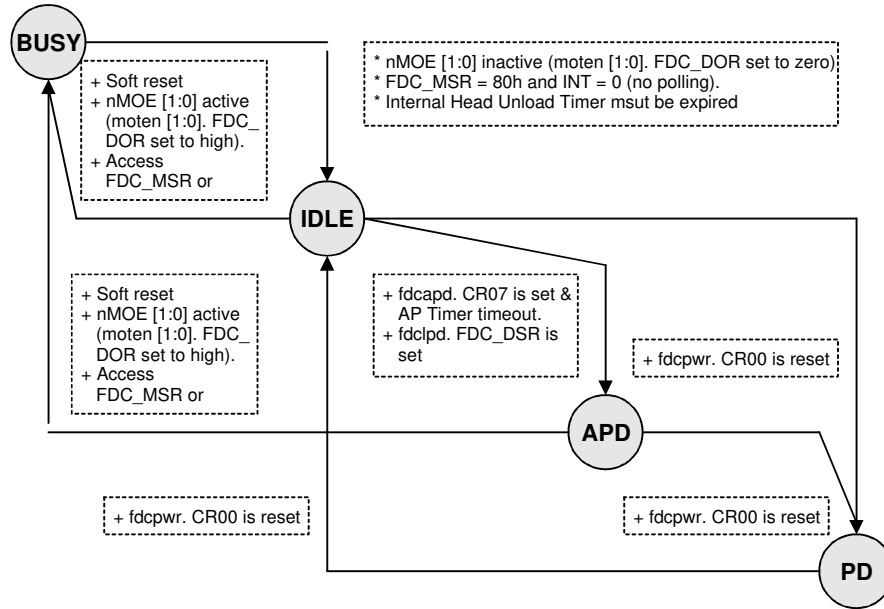 BUSY
* nMOE [1:0] inactive (moten [1:0]. FDC_DOR set to zero)
* FDC_MSR = 80h and INT = 0 (no polling).
* Internal Head Unload Timer msut be expired
+ Soft reset
+ nMOE [1:0] active
(moten [1:0]. FDC_
DOR set to high).
+ Access
FDC_MSR or
IDLE
+ Soft reset
+ nMOE [1:0] active
(moten [1:0]. FDC_
DOR set to high).
+ Access
FDC_MSR or
+ fdcapd. CR07 is set &
AP Timer timeout.
+ fdclpd. FDC_DSR is
set
+ fdcpwr. CR00 is reset
APD
+ fdcpwr. CR00 is reset
+ fdcpwr. CR00 is reset
PD